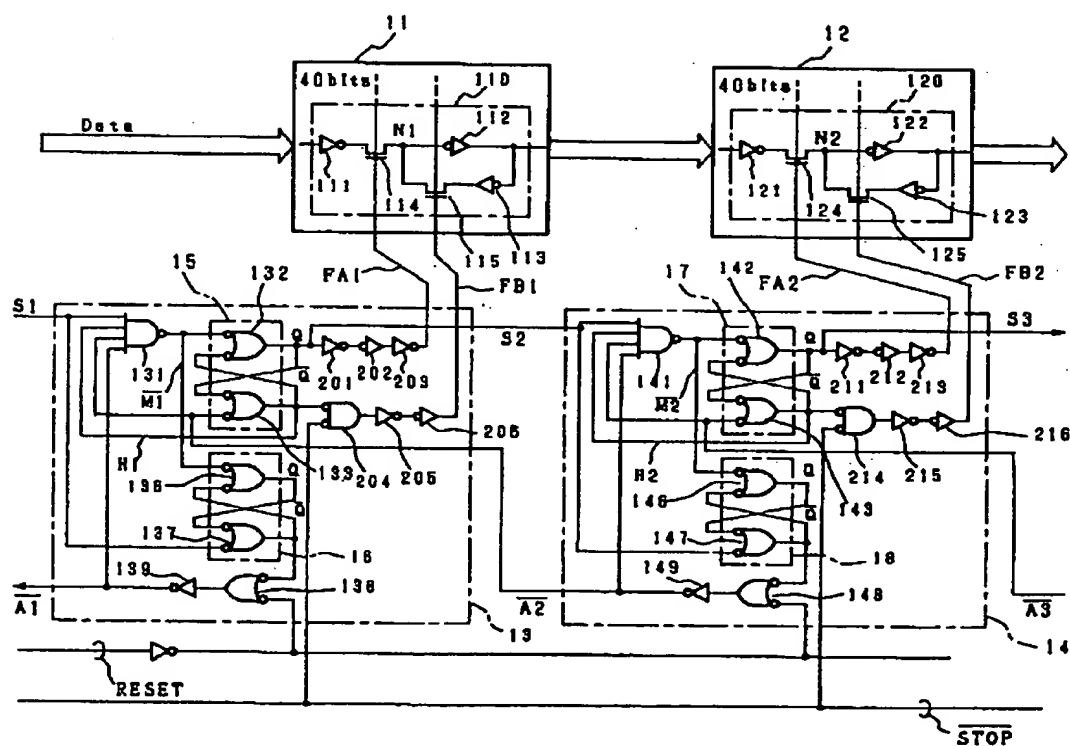 11
12
40bits
110
40bits
120
Data
N1
112
N2
122
111
114
113
115
121
124
123
125
15
132
FA1
FB1
17
142
FA2
FB2
S1
S2
S3
Q
Q
201
202
203
211
212
213
131
M1
Q
141
M2
Q
206
216
H
133
204
205
H2
143
214
215
136
Q
146
Q
137
Q
16
147
Q
18
139
138
149
148
A1
13
A2
14
A3
RESET
STOP